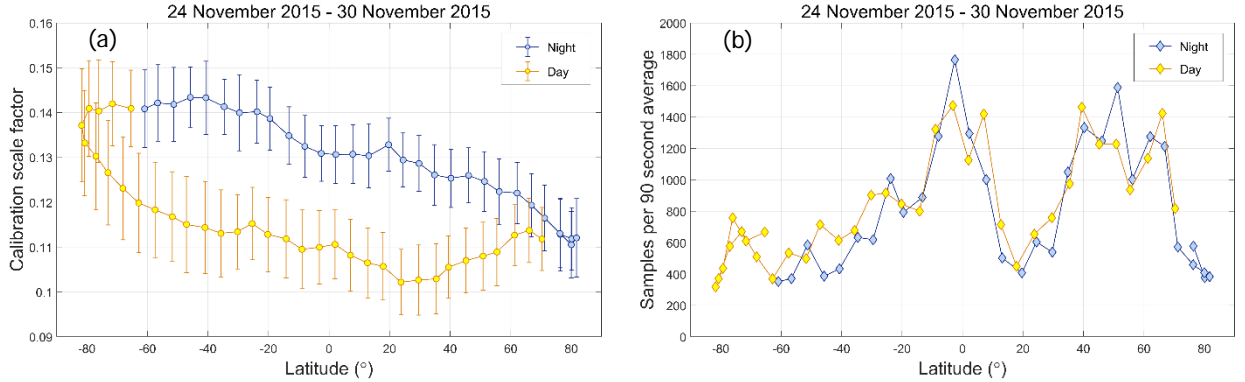 24 November 2015 - 30 November 2015
(a)
Night
Day
0.16
0.15
0.14
0.13
0.12
0.11
0.1
0.09
Calibration scale factor
-80 -60 -40 -20 0 20 40 60 80
Latitude (°)
24 November 2015 - 30 November 2015
(b)
Night
Day
2000
1800
1600
1400
1200
1000
800
600
400
200
0
Samples per 90 second average
-80 -60 -40 -20 0 20 40 60 80
Latitude (°)